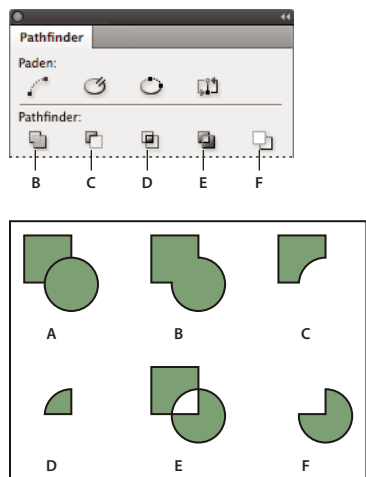 Pathfinder
Paden:
Pathfinder:
B C D E F
A B C
D E F